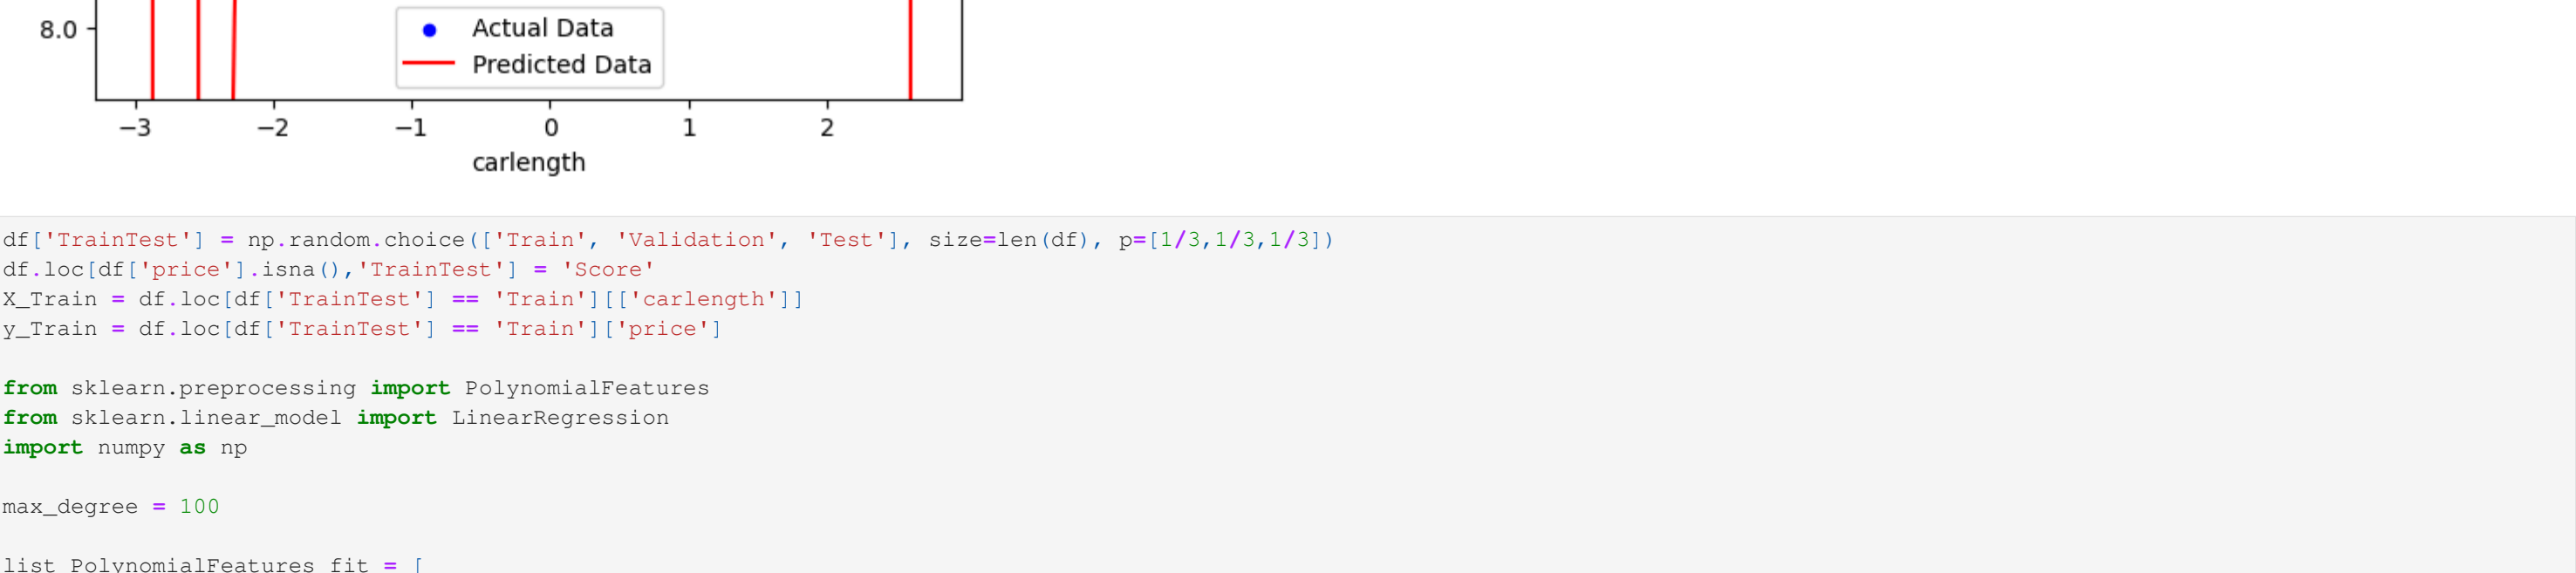 8.0
Actual Data
Predicted Data
−3 −2 −1 0 1 2
carlength
df['TrainTest'] = np.random.choice(['Train', 'Validation', 'Test'], size=len(df), p=[1/3,1/3,1/3])
df.loc[df['price'].isna(),'TrainTest'] = 'Score'
X_Train = df.loc[df['TrainTest'] == 'Train'][['carlength']]
y_Train = df.loc[df['TrainTest'] == 'Train']['price']
from sklearn.preprocessing import PolynomialFeatures
from sklearn.linear_model import LinearRegression
import numpy as np
max_degree = 100
list_PolynomialFeatures_fit = [